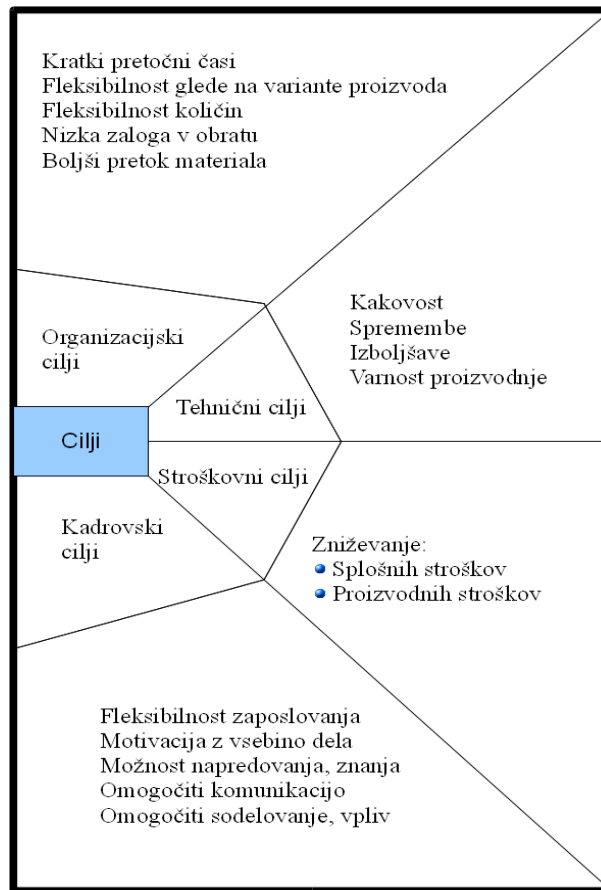 Kratki pretočni časi
Fleksibilnost glede na variante proizvoda
Fleksibilnost količin
Nizka zaloga v obratu
Boljši pretok materiala
Organizacijski
cilji
Kakovost
Spremembe
Izboljšave
Varnost proizvodnje
Tehnični cilji
Cilji
Stroškovni cilji
Kadrovski
cilji
Zniževanje:
Splošnih stroškov
Proizvodnih stroškov
Fleksibilnost zaposlovanja
Motivacija z vsebino dela
Možnost napredovanja, znanja
Omogočiti komunikacijo
Omogočiti sodelovanje, vpliv